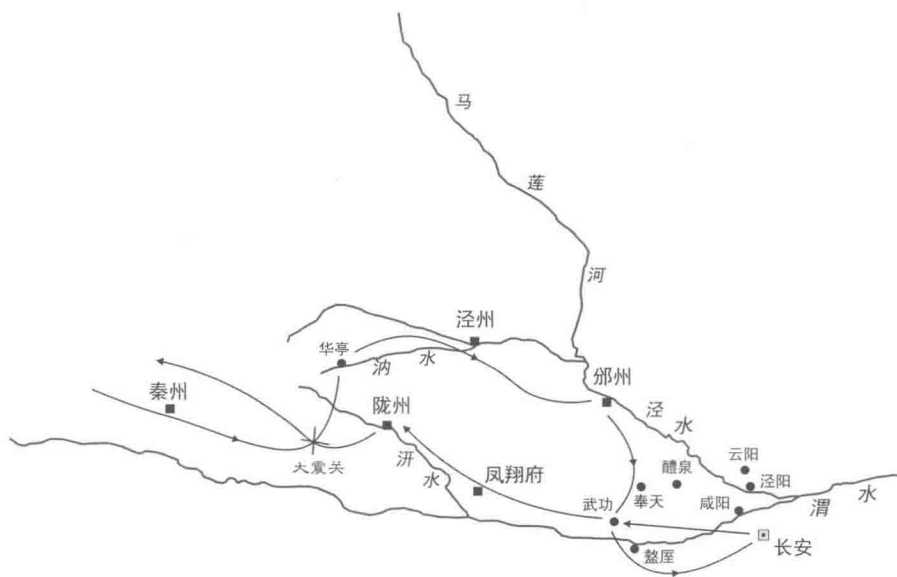 马
莲
河
泾州
华亭
汭 水
秦州
陇州
大震关
汧
水
凤翔府
邠州
泾
水
云阳
醴泉
泾阳
奉天
武功
咸阳
渭 水
长安
盩厔